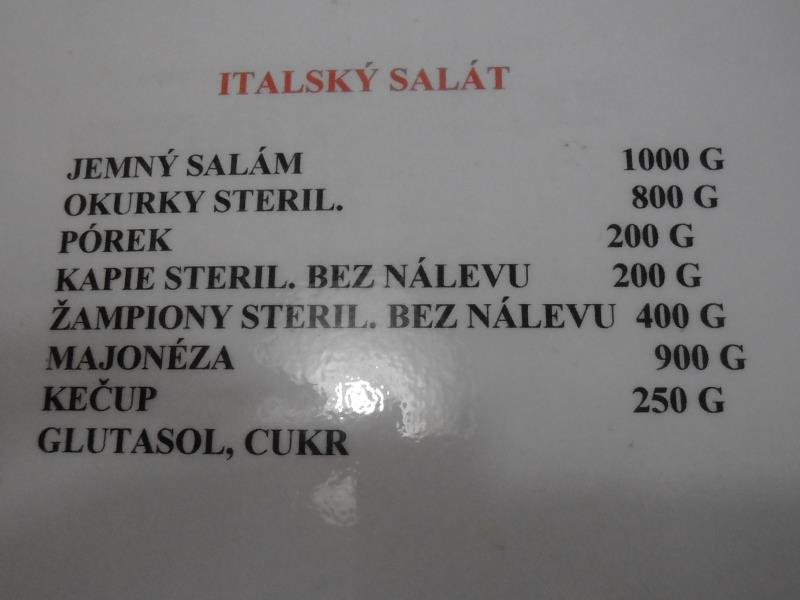 ITALSKÝ SALÁT
JEMNÝ SALÁM 1000 G
OKURKY STERIL. 800 G
PÓREK 200 G
KAPIE STERIL. BEZ NÁLEVU 200 G
ŽAMPIONY STERIL. BEZ NÁLEVU 400 G
MAJONÉZA 900 G
KEČUP 250 G
GLUTASOL, CUKR